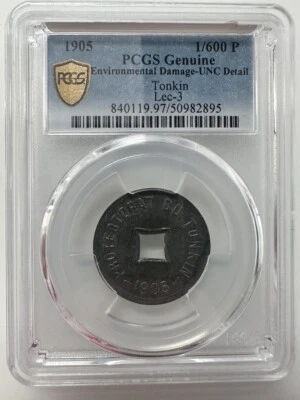 1905 1/600 P
PCGS Genuine
Environmental Damage-UNC Detail
Tonkin
Lec-3
840119.97/50982895
PCGS
PROTECTORAT DU TONKIN
1905